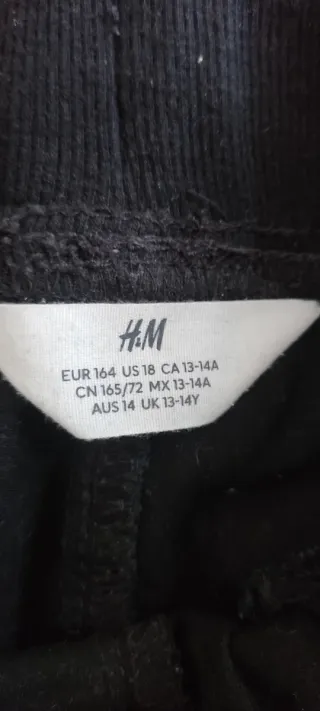 H&M
EUR 164 US 18 CA 13-14A
CN 165/72 MX 13-14A
AUS 14 UK 13-14Y